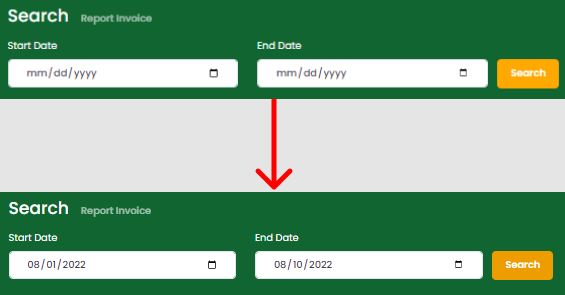 Search Report Invoice
Start Date End Date
mm/dd/yyyy mm/dd/yyyy Search
Search Report Invoice
Start Date End Date
08/01/2022 08/10/2022 Search